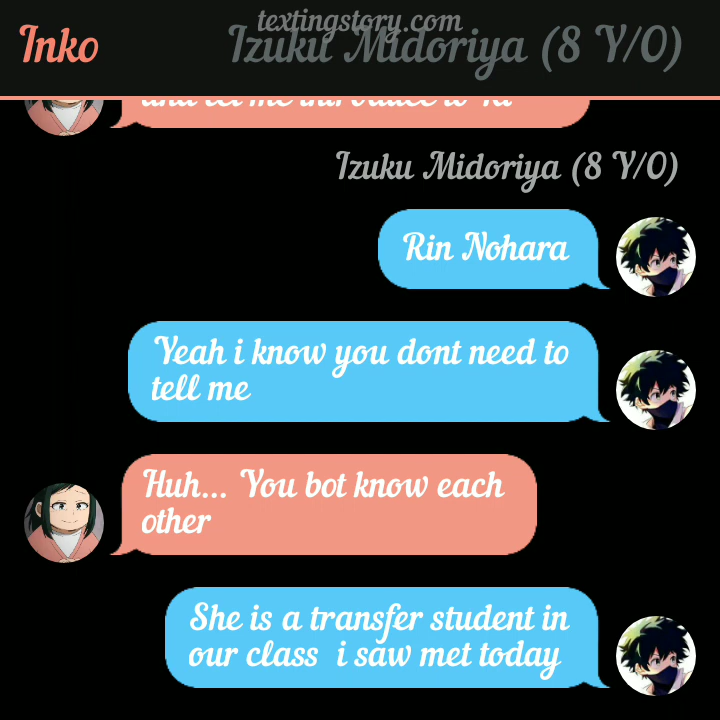 textingstory.com
Inko
Izuku Midoriya (8 Y/O)
Izuku Midoriya (8 Y/O)
Rin Nohara
Yeah i know you dont need to
tell me
Huh... You bot know each
other
She is a transfer student in
our class i saw met today